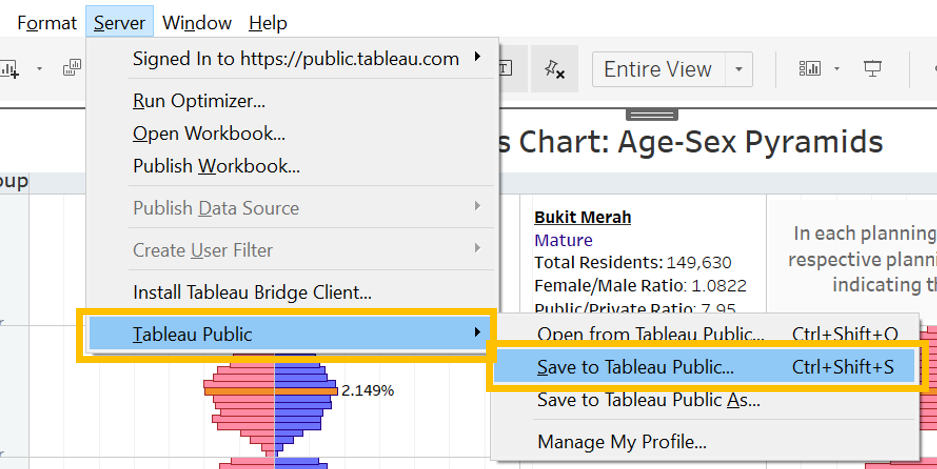 Format Server Window Help
Signed In to https://public.tableau.com
Entire View
Run Optimizer...
Open Workbook...
s Chart: Age-Sex Pyramids
Publish Workbook...
oup
Publish Data Source
Bukit Merah
Mature
In each planning
Create User Filter
Total Residents: 149,630
respective planni
Female/Male Ratio: 1.0822
indicating th
Install Tableau Bridge Client...
Public/Private Ratio: 7.95
Tableau Public
Open from Tableau Public... Ctrl+Shift+O
Save to Tableau Public... Ctrl+Shift+S
2.149%
Save to Tableau Public As...
Manage My Profile...